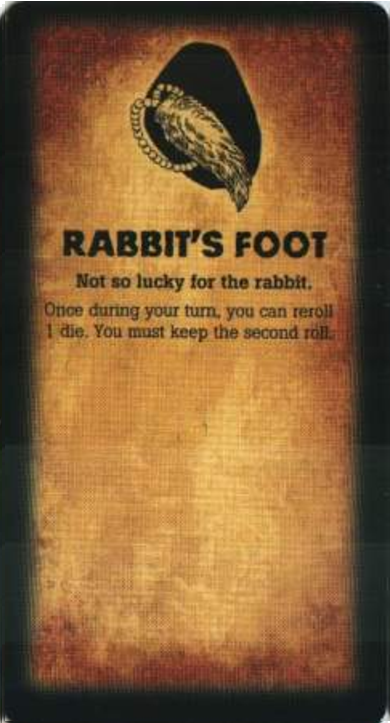 RABBIT'S FOOT
Not so lucky for the rabbit.
Once during your turn, you can reroll
1 die. You must keep the second roll.